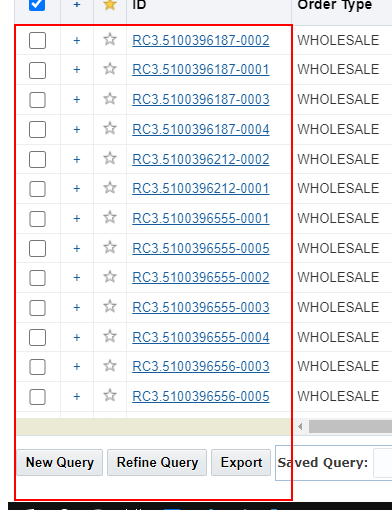 + ID Order Type
+ RC3.5100396187-0002 WHOLESALE
+ RC3.5100396187-0001 WHOLESALE
+ RC3.5100396187-0003 WHOLESALE
+ RC3.5100396187-0004 WHOLESALE
+ RC3.5100396212-0002 WHOLESALE
+ RC3.5100396212-0001 WHOLESALE
+ RC3.5100396555-0001 WHOLESALE
+ RC3.5100396555-0005 WHOLESALE
+ RC3.5100396555-0002 WHOLESALE
+ RC3.5100396555-0003 WHOLESALE
+ RC3.5100396555-0004 WHOLESALE
+ RC3.5100396556-0003 WHOLESALE
+ RC3.5100396556-0005 WHOLESALE
New Query Refine Query Export Saved Query: